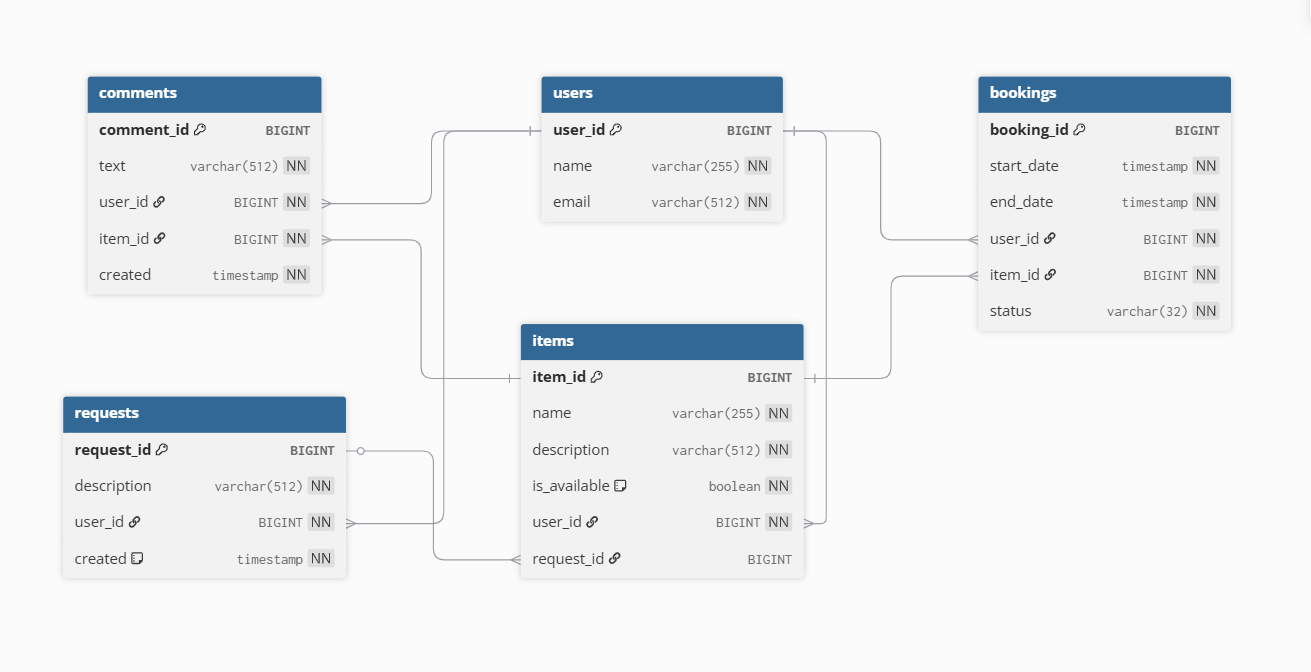 comments
comment_id BIGINT
text varchar(512) NN
user_id BIGINT NN
item_id BIGINT NN
created timestamp NN
users
user_id BIGINT
name varchar(255) NN
email varchar(512) NN
bookings
booking_id BIGINT
start_date timestamp NN
end_date timestamp NN
user_id BIGINT NN
item_id BIGINT NN
status varchar(32) NN
requests
request_id BIGINT
description varchar(512) NN
user_id BIGINT NN
created timestamp NN
items
item_id BIGINT
name varchar(255) NN
description varchar(512) NN
is_available boolean NN
user_id BIGINT NN
request_id BIGINT